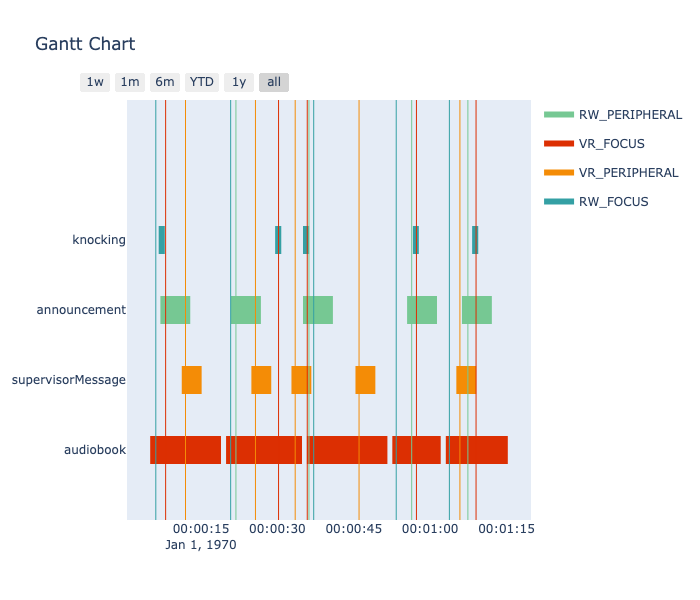 Gantt Chart
1w 1m 6m YTD 1y all
RW_PERIPHERAL
VR_FOCUS
VR_PERIPHERAL
RW_FOCUS
knocking
announcement
supervisorMessage
audiobook
00:00:15 00:00:30 00:00:45 00:01:00 00:01:15
Jan 1, 1970